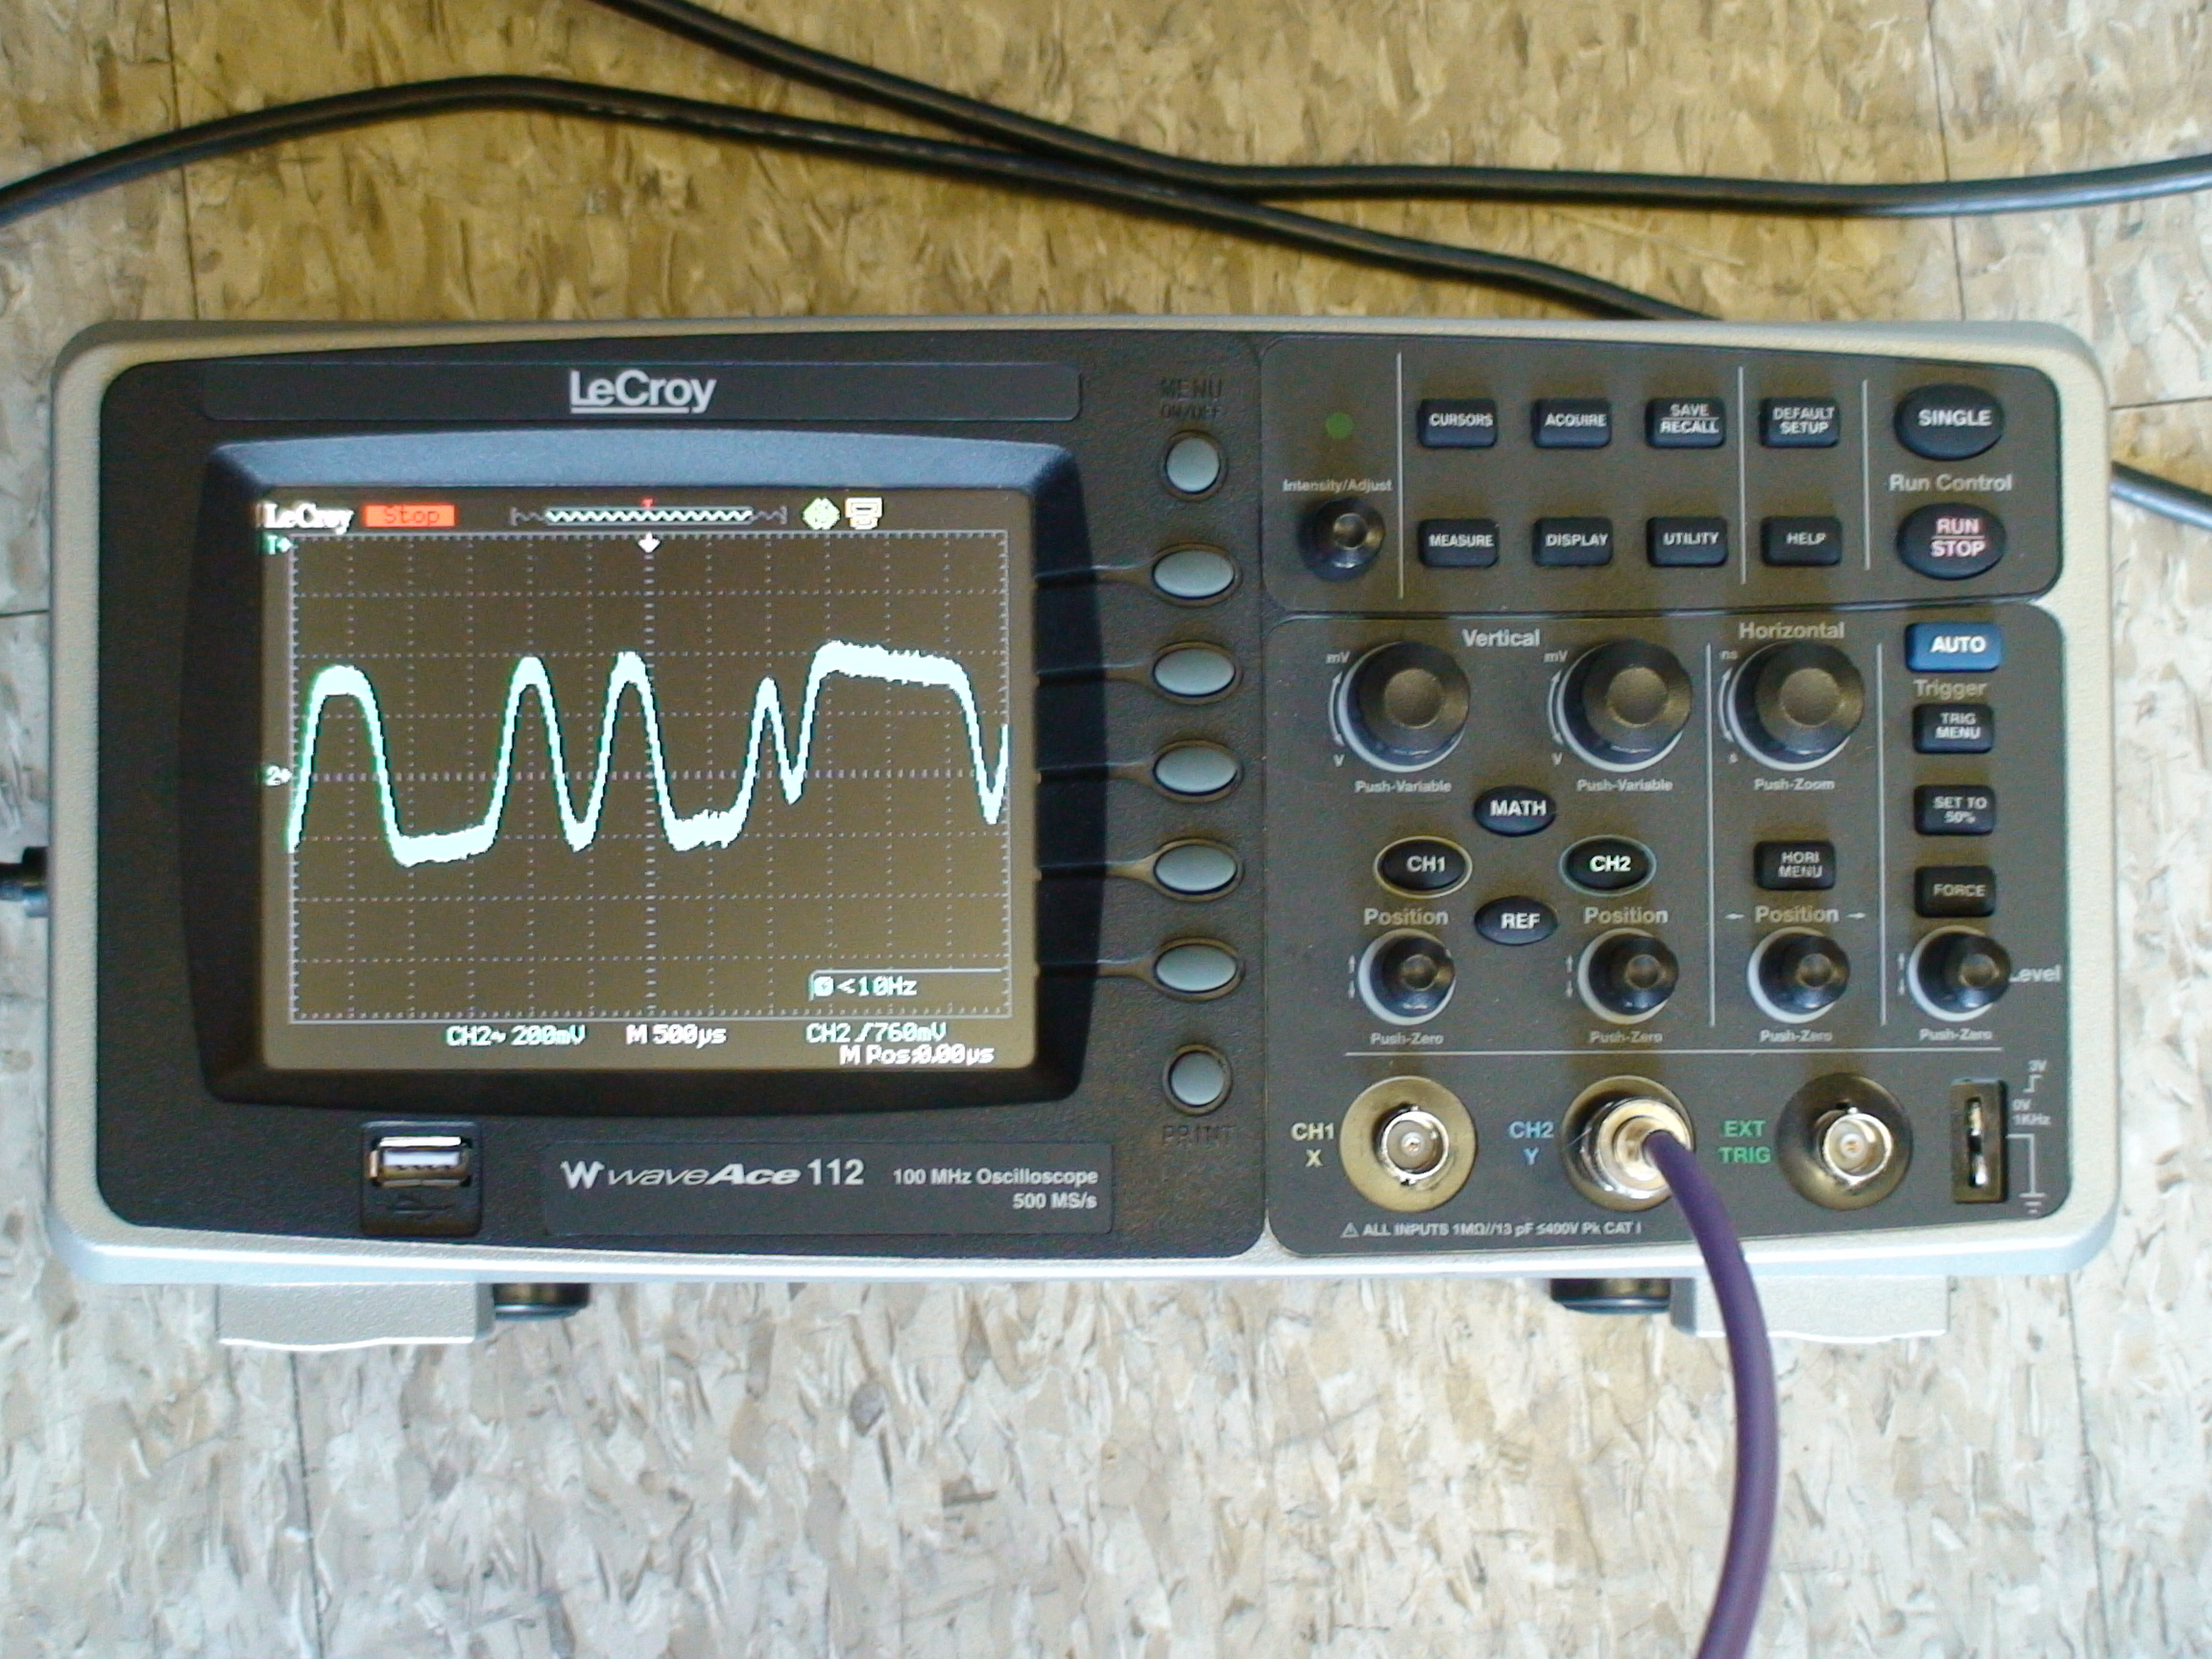 LeCroy
MENU
ON/OFF
LeCroy Stop
T
2
<10Hz
CH2~ 200mV M 500µs CH2 /760mV
M Pos:0.00µs
PRINT
waveAce 112 100 MHz Oscilloscope
500 MS/s
Intensity/Adjust
CURSORS ACQUIRE SAVE RECALL DEFAULT SETUP SINGLE
Run Control
MEASURE DISPLAY UTILITY HELP RUN STOP
Vertical Horizontal AUTO
Trigger
mV mV ns
TRIG MENU
V V s
Push-Variable Push-Variable Push-Zoom
MATH SET TO 50%
CH1 CH2 HORI MENU
FORCE
Position REF Position Position
Level
Push-Zero Push-Zero Push-Zero Push-Zero
CH1 X CH2 Y EXT TRIG
3V
0V
1KHz
ALL INPUTS 1MΩ//13 pF ≤400V Pk CAT I